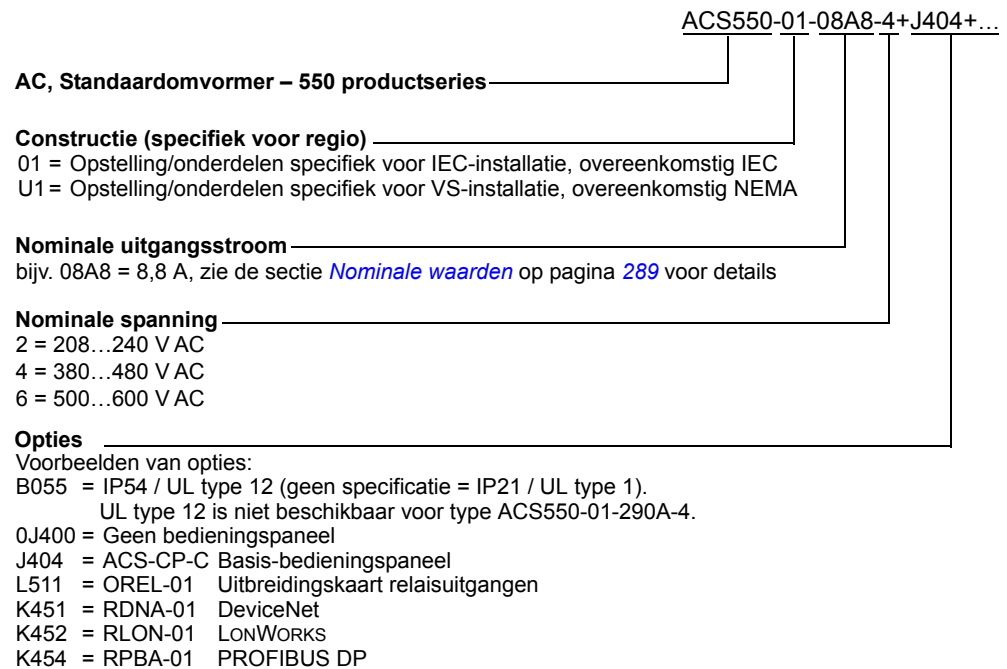 ACS550-01-08A8-4+J404+…
AC, Standaardomvormer – 550 productseries
Constructie (specifiek voor regio)
01 = Opstelling/onderdelen specifiek voor IEC-installatie, overeenkomstig IEC
U1 = Opstelling/onderdelen specifiek voor VS-installatie, overeenkomstig NEMA
Nominale uitgangsstroom
bijv. 08A8 = 8,8 A, zie de sectie Nominale waarden op pagina 289 voor details
Nominale spanning
2 = 208…240 V AC
4 = 380…480 V AC
6 = 500…600 V AC
Opties
Voorbeelden van opties:
B055 = IP54 / UL type 12 (geen specificatie = IP21 / UL type 1).
UL type 12 is niet beschikbaar voor type ACS550-01-290A-4.
0J400 = Geen bedieningspaneel
J404 = ACS-CP-C Basis-bedieningspaneel
L511 = OREL-01 Uitbreidingskaart relaisuitgangen
K451 = RDNA-01 DeviceNet
K452 = RLON-01 LONWORKS
K454 = RPBA-01 PROFIBUS DP